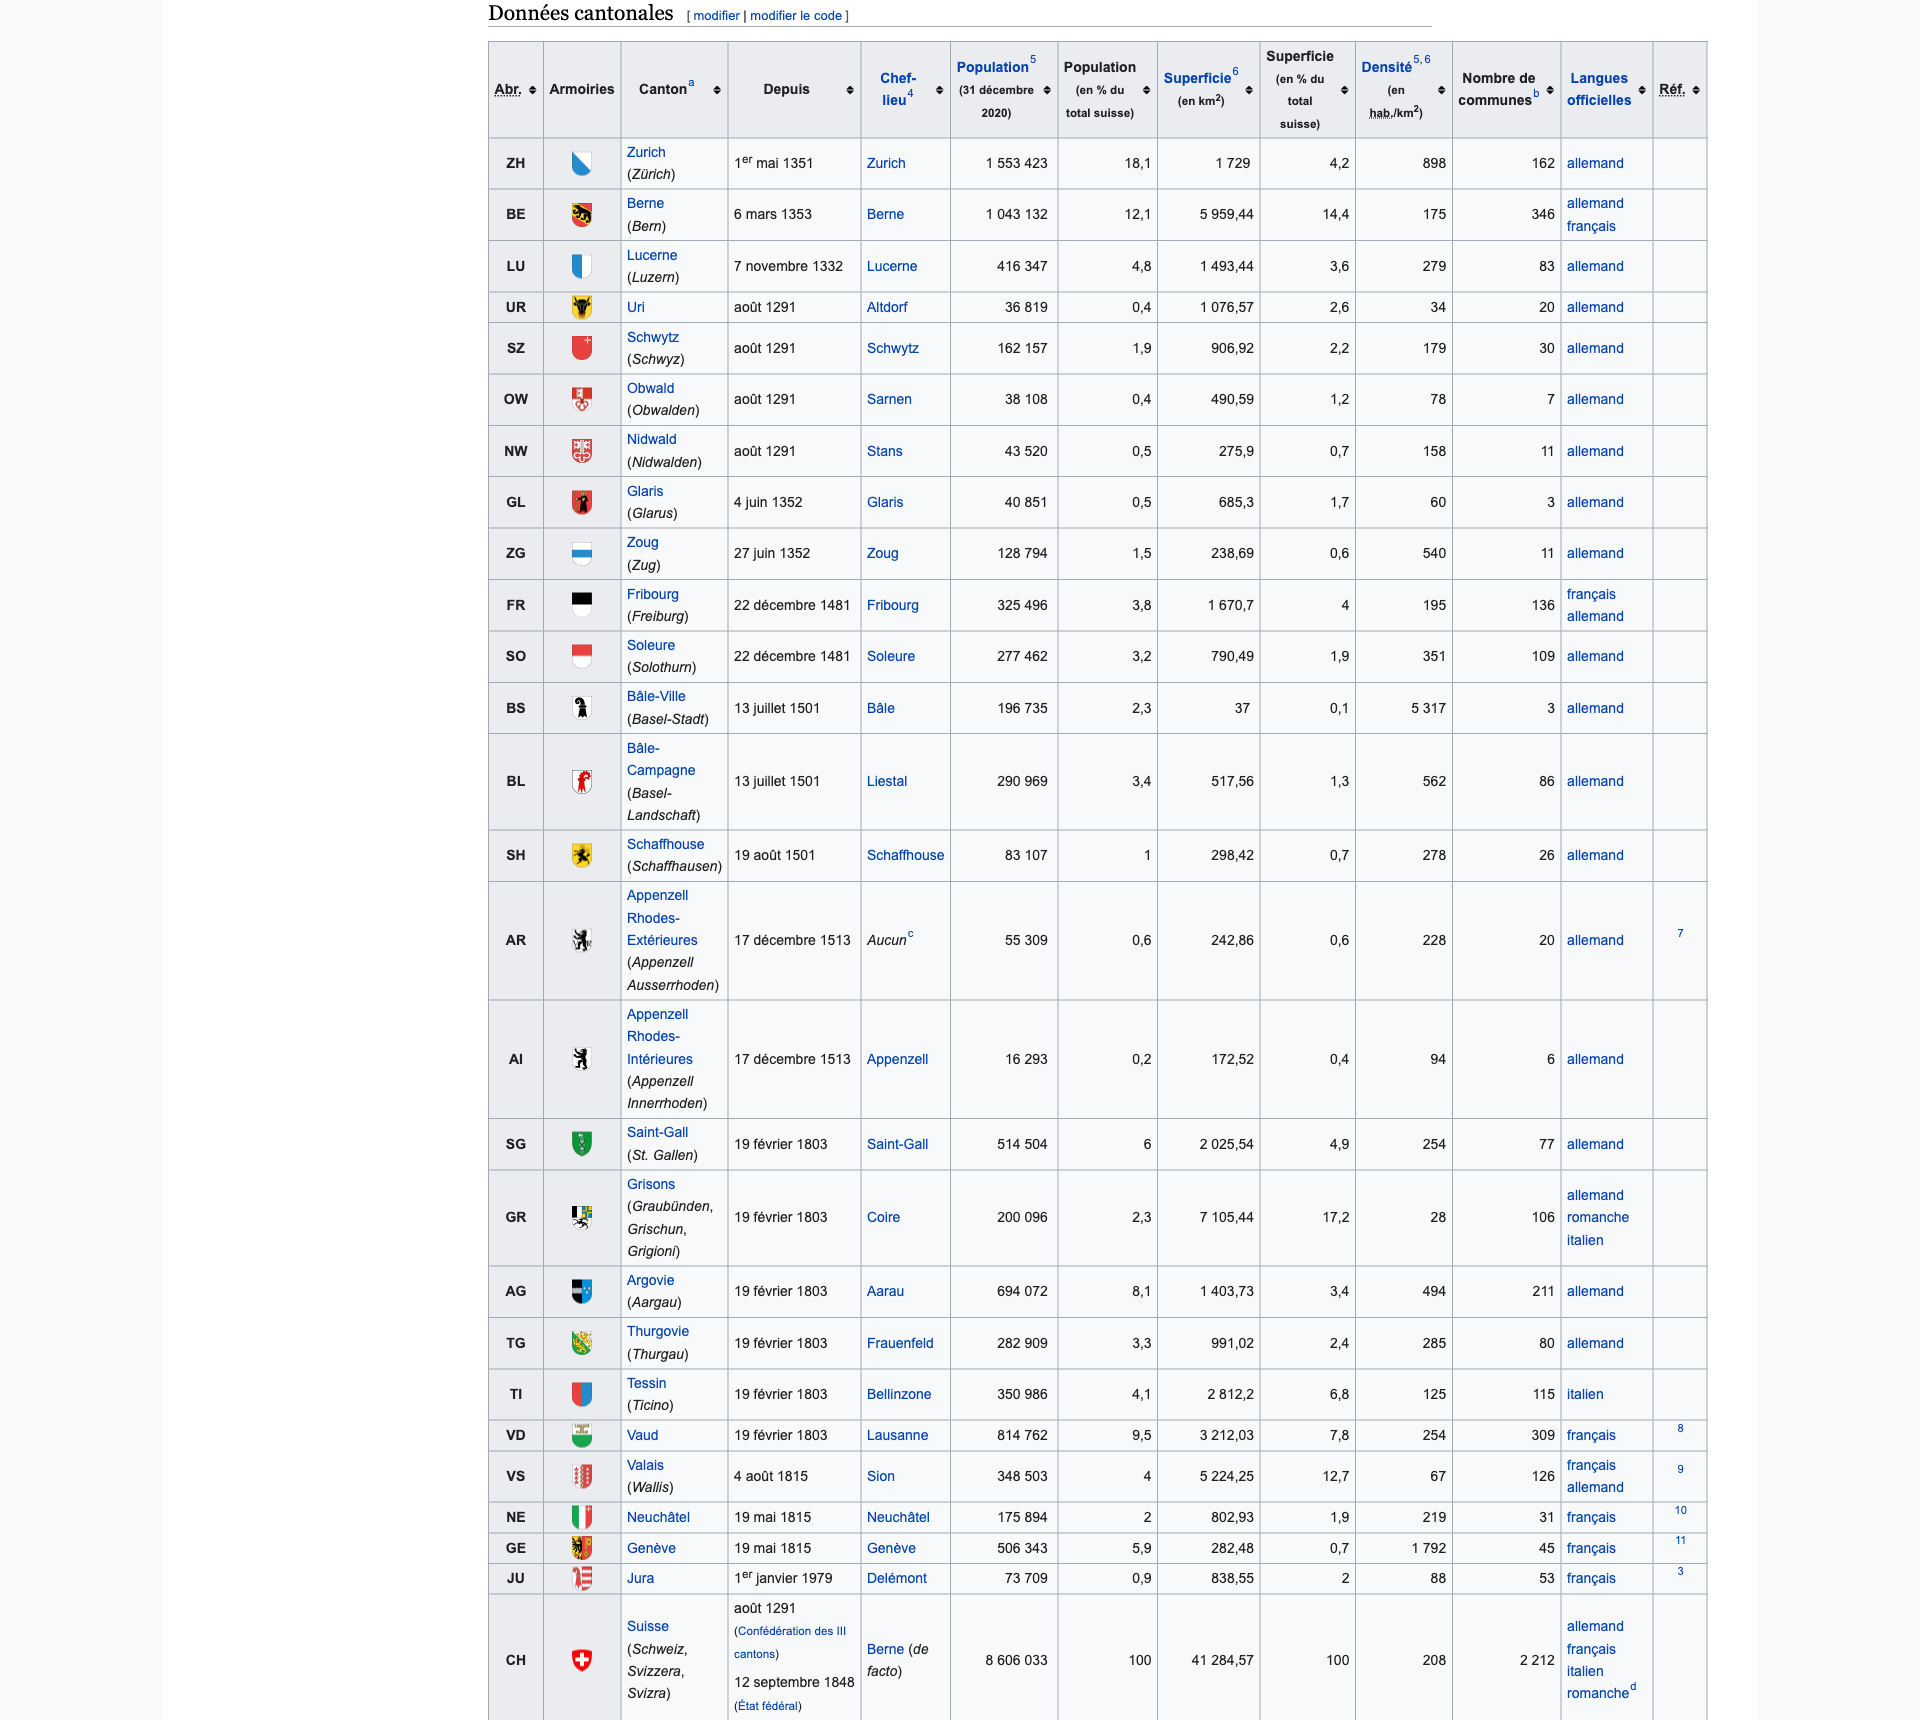 Données cantonales [ modifier | modifier le code ]
Abr. Armoiries Canton a Depuis Chef-lieu 4 Population 5 (31 décembre 2020) Population (en % du total suisse) Superficie 6 (en km2) Superficie (en % du total suisse) Densité 5, 6 (en hab./km2) Nombre de communes b Langues officielles Réf.
ZH Zurich (Zürich) 1er mai 1351 Zurich 1 553 423 18,1 1 729 4,2 898 162 allemand
BE Berne (Bern) 6 mars 1353 Berne 1 043 132 12,1 5 959,44 14,4 175 346 allemand français
LU Lucerne (Luzern) 7 novembre 1332 Lucerne 416 347 4,8 1 493,44 3,6 279 83 allemand
UR Uri août 1291 Altdorf 36 819 0,4 1 076,57 2,6 34 20 allemand
SZ Schwytz (Schwyz) août 1291 Schwytz 162 157 1,9 906,92 2,2 179 30 allemand
OW Obwald (Obwalden) août 1291 Sarnen 38 108 0,4 490,59 1,2 78 7 allemand
NW Nidwald (Nidwalden) août 1291 Stans 43 520 0,5 275,9 0,7 158 11 allemand
GL Glaris (Glarus) 4 juin 1352 Glaris 40 851 0,5 685,3 1,7 60 3 allemand
ZG Zoug (Zug) 27 juin 1352 Zoug 128 794 1,5 238,69 0,6 540 11 allemand
FR Fribourg (Freiburg) 22 décembre 1481 Fribourg 325 496 3,8 1 670,7 4 195 136 français allemand
SO Soleure (Solothurn) 22 décembre 1481 Soleure 277 462 3,2 790,49 1,9 351 109 allemand
BS Bâle-Ville (Basel-Stadt) 13 juillet 1501 Bâle 196 735 2,3 37 0,1 5 317 3 allemand
BL Bâle-Campagne (Basel-Landschaft) 13 juillet 1501 Liestal 290 969 3,4 517,56 1,3 562 86 allemand
SH Schaffhouse (Schaffhausen) 19 août 1501 Schaffhouse 83 107 1 298,42 0,7 278 26 allemand
AR Appenzell Rhodes-Extérieures (Appenzell Ausserrhoden) 17 décembre 1513 Aucun c 55 309 0,6 242,86 0,6 228 20 allemand 7
AI Appenzell Rhodes-Intérieures (Appenzell Innerrhoden) 17 décembre 1513 Appenzell 16 293 0,2 172,52 0,4 94 6 allemand
SG Saint-Gall (St. Gallen) 19 février 1803 Saint-Gall 514 504 6 2 025,54 4,9 254 77 allemand
GR Grisons (Graubünden, Grischun, Grigioni) 19 février 1803 Coire 200 096 2,3 7 105,44 17,2 28 106 allemand romanche italien
AG Argovie (Aargau) 19 février 1803 Aarau 694 072 8,1 1 403,73 3,4 494 211 allemand
TG Thurgovie (Thurgau) 19 février 1803 Frauenfeld 282 909 3,3 991,02 2,4 285 80 allemand
TI Tessin (Ticino) 19 février 1803 Bellinzone 350 986 4,1 2 812,2 6,8 125 115 italien
VD Vaud 19 février 1803 Lausanne 814 762 9,5 3 212,03 7,8 254 309 français 8
VS Valais (Wallis) 4 août 1815 Sion 348 503 4 5 224,25 12,7 67 126 français allemand 9
NE Neuchâtel 19 mai 1815 Neuchâtel 175 894 2 802,93 1,9 219 31 français 10
GE Genève 19 mai 1815 Genève 506 343 5,9 282,48 0,7 1 792 45 français 11
JU Jura 1er janvier 1979 Delémont 73 709 0,9 838,55 2 88 53 français 3
CH Suisse (Schweiz, Svizzera, Svizra) août 1291 (Confédération des III cantons) 12 septembre 1848 (État fédéral) Berne (de facto) 8 606 033 100 41 284,57 100 208 2 212 allemand français italien romanche d